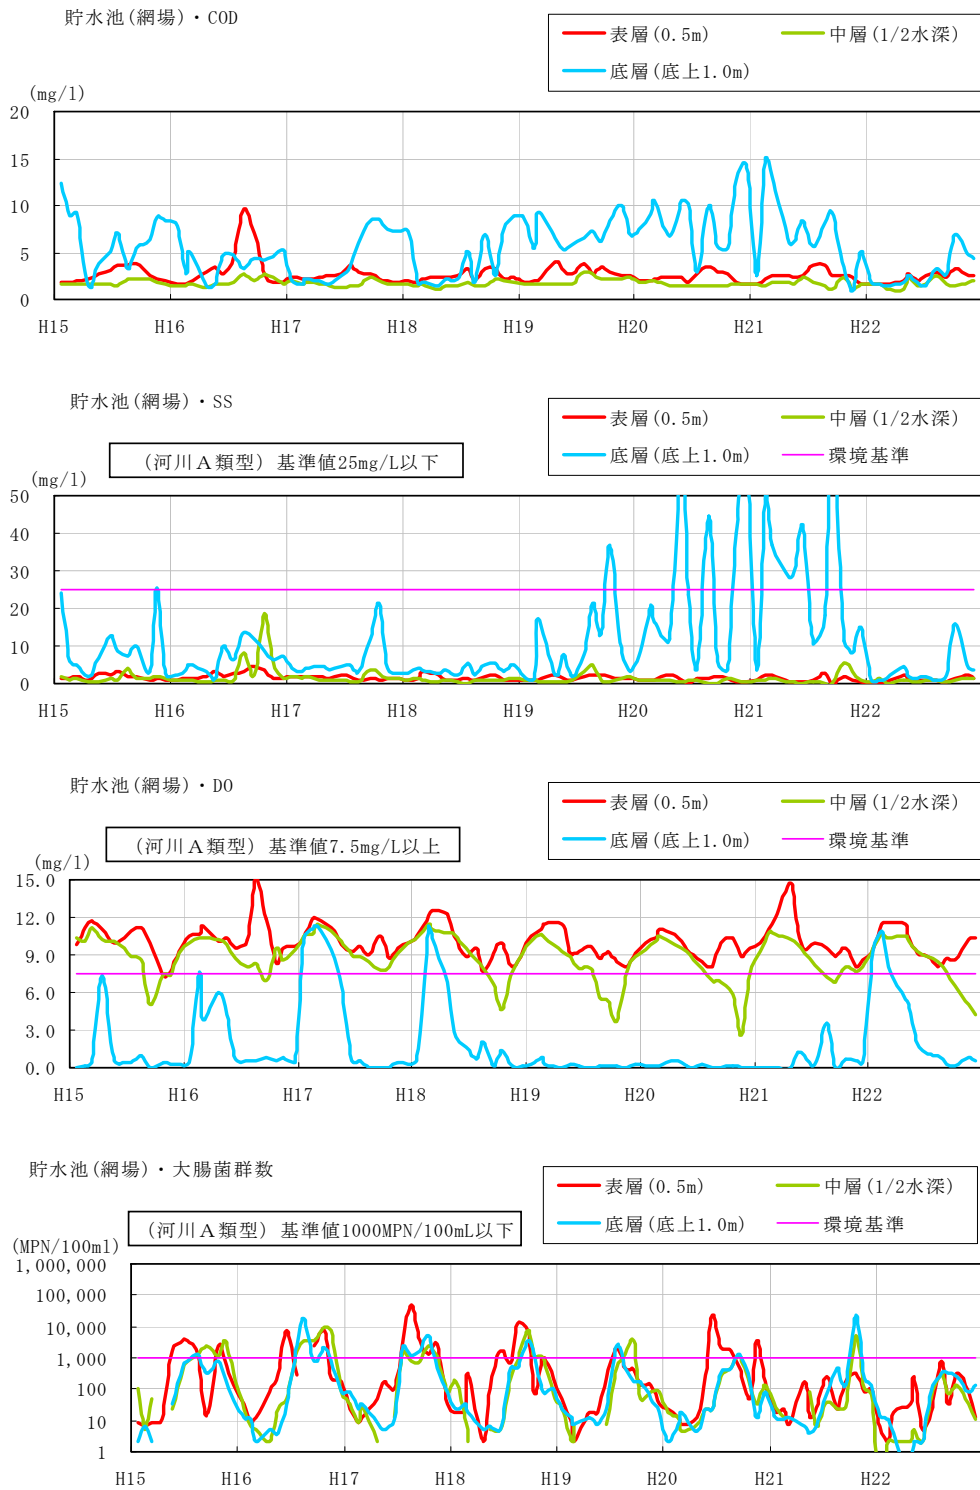 貯水池(網場)・COD
表層(0.5m) 中層(1/2水深)
底層(底上1.0m)
(mg/l)
20
15
10
5
0
H15 H16 H17 H18 H19 H20 H21 H22
貯水池(網場)・SS
表層(0.5m) 中層(1/2水深)
底層(底上1.0m) 環境基準
(河川A類型) 基準値25mg/L以下
(mg/l)
50
40
30
20
10
0
H15 H16 H17 H18 H19 H20 H21 H22
貯水池(網場)・DO
表層(0.5m) 中層(1/2水深)
底層(底上1.0m) 環境基準
(河川A類型) 基準値7.5mg/L以上
(mg/l)
15.0
12.0
9.0
6.0
3.0
0.0
H15 H16 H17 H18 H19 H20 H21 H22
貯水池(網場)・大腸菌群数
表層(0.5m) 中層(1/2水深)
底層(底上1.0m) 環境基準
(河川A類型) 基準値1000MPN/100mL以下
(MPN/100ml)
1,000,000
100,000
10,000
1,000
100
10
1
H15 H16 H17 H18 H19 H20 H21 H22